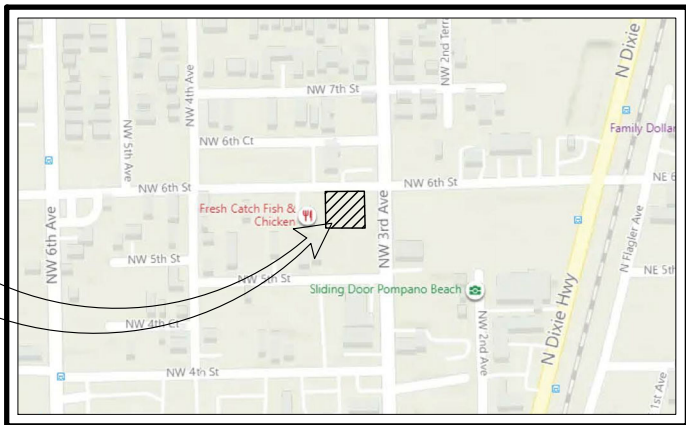 N Dixie
NW 2nd Terr
NW 4th Ave
NW 7th St
NW 5th Ave
Family Dollar
NW 6th Ct
NW 6th St
NW 6th St
NE 6
Fresh Catch Fish &
Chicken
NW 6th Ave
NW 3rd Ave
N Flagler Ave
NW 5th St
NW 5th St
NE 5th
Sliding Door Pompano Beach
NW 4th Ct
NW 2nd Ave
N Dixie Hwy
NW 4th St
1st Ave